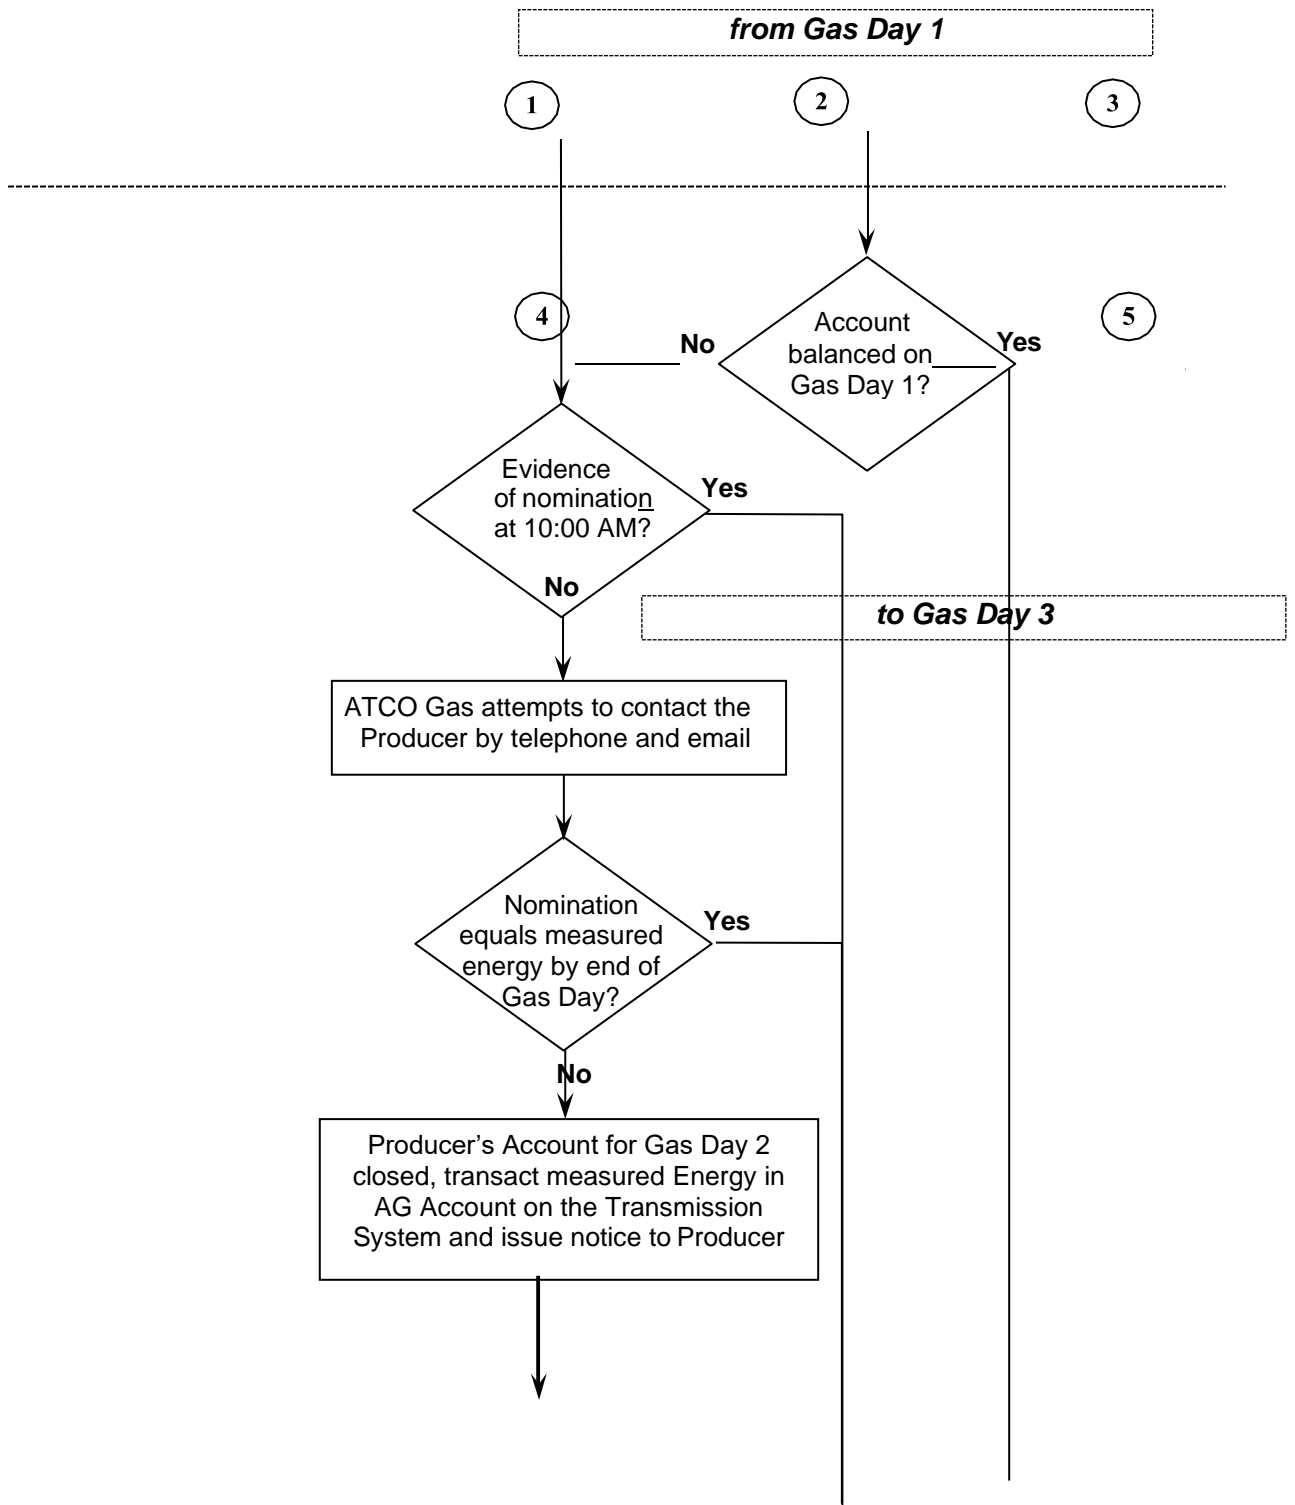 from Gas Day 1
1
2
3
4
5
Account
balanced on
Gas Day 1?
No
Yes
Evidence
of nomination
at 10:00 AM?
Yes
No
to Gas Day 3
ATCO Gas attempts to contact the
Producer by telephone and email
Nomination
equals measured
energy by end of
Gas Day?
Yes
No
Producer’s Account for Gas Day 2
closed, transact measured Energy in
AG Account on the Transmission
System and issue notice to Producer